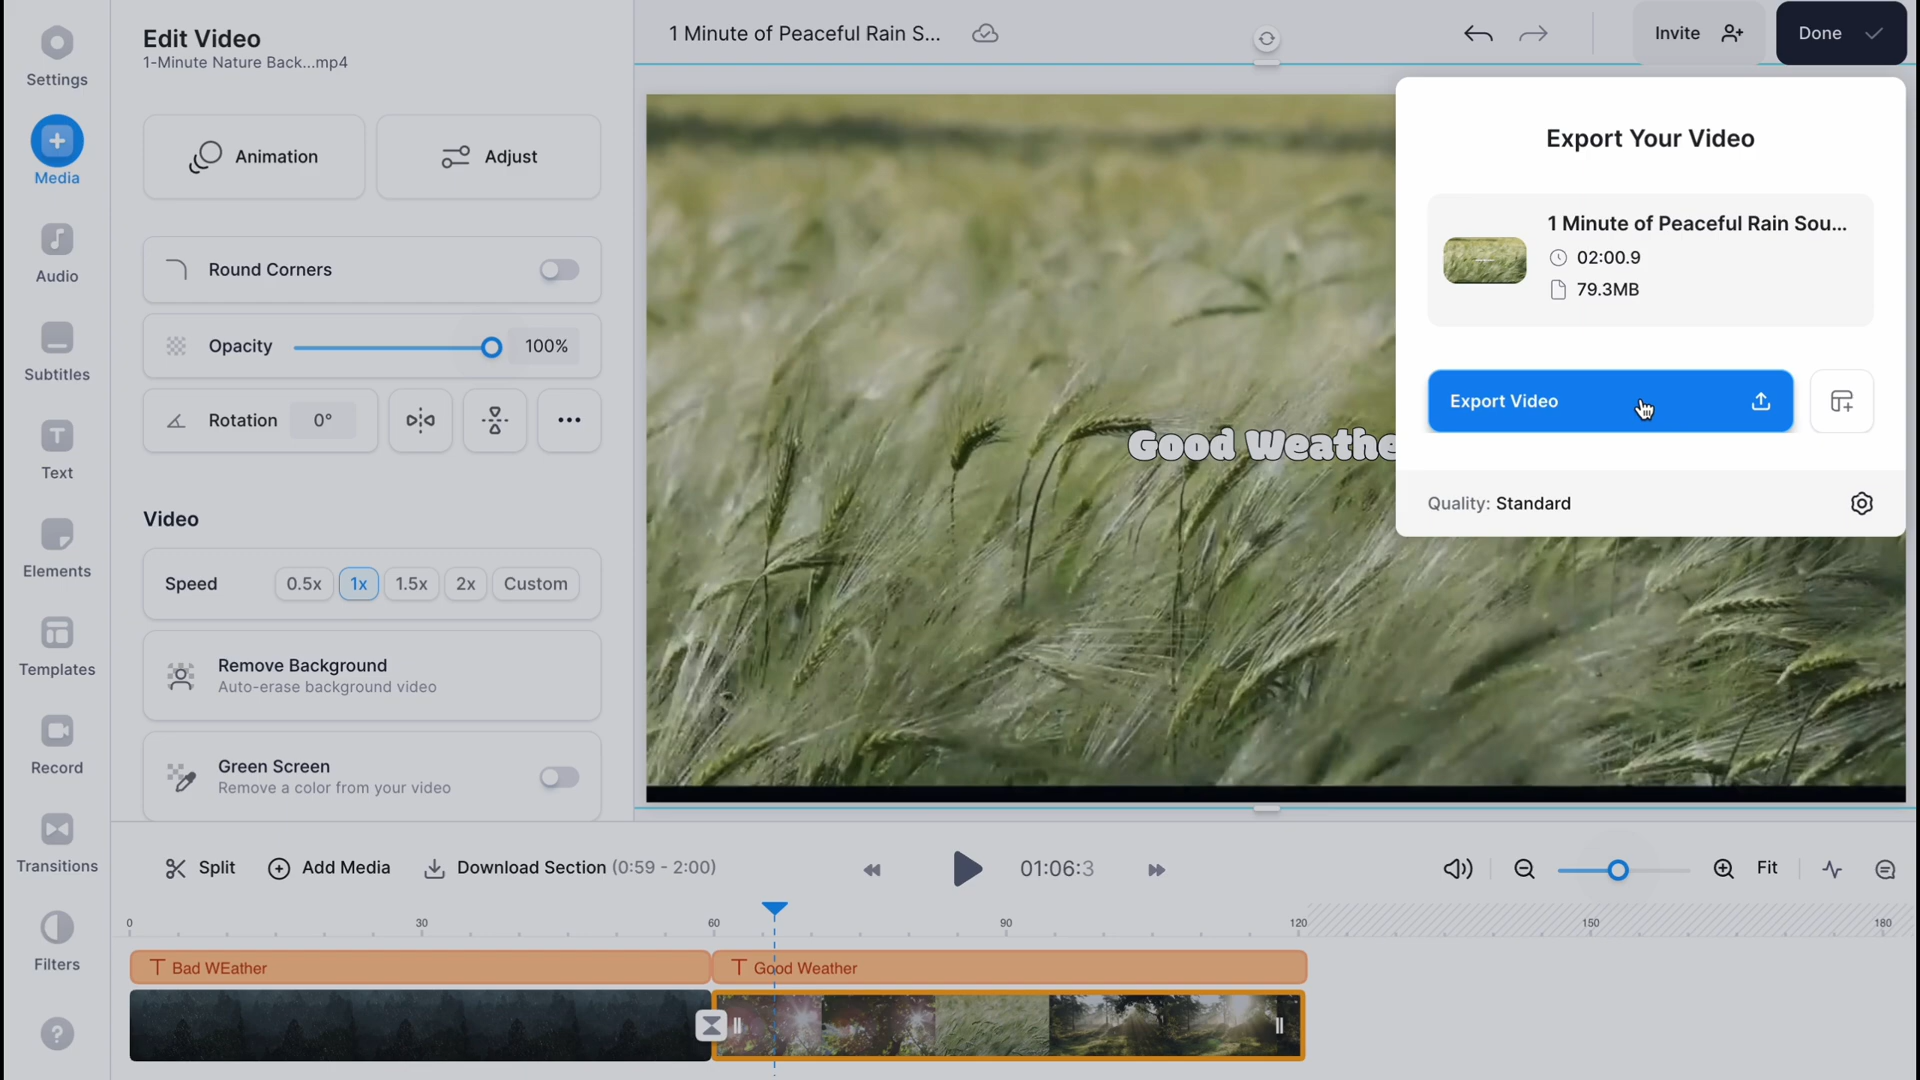 Settings
Media
Audio
Subtitles
Text
Elements
Templates
Record
Transitions
Filters
?
Edit Video
1-Minute Nature Back...mp4
Animation
Adjust
Round Corners
Opacity 100%
Rotation 0°
Video
Speed 0.5x 1x 1.5x 2x Custom
Remove Background
Auto-erase background video
Green Screen
Remove a color from your video
1 Minute of Peaceful Rain S...
Invite
Done
Good Weathe
Export Your Video
1 Minute of Peaceful Rain Sou...
02:00.9
79.3MB
Export Video
Quality: Standard
Split Add Media Download Section (0:59 - 2:00) 01:06:3 Fit
0 30 60 90 120 150 180
T Bad WEather T Good Weather